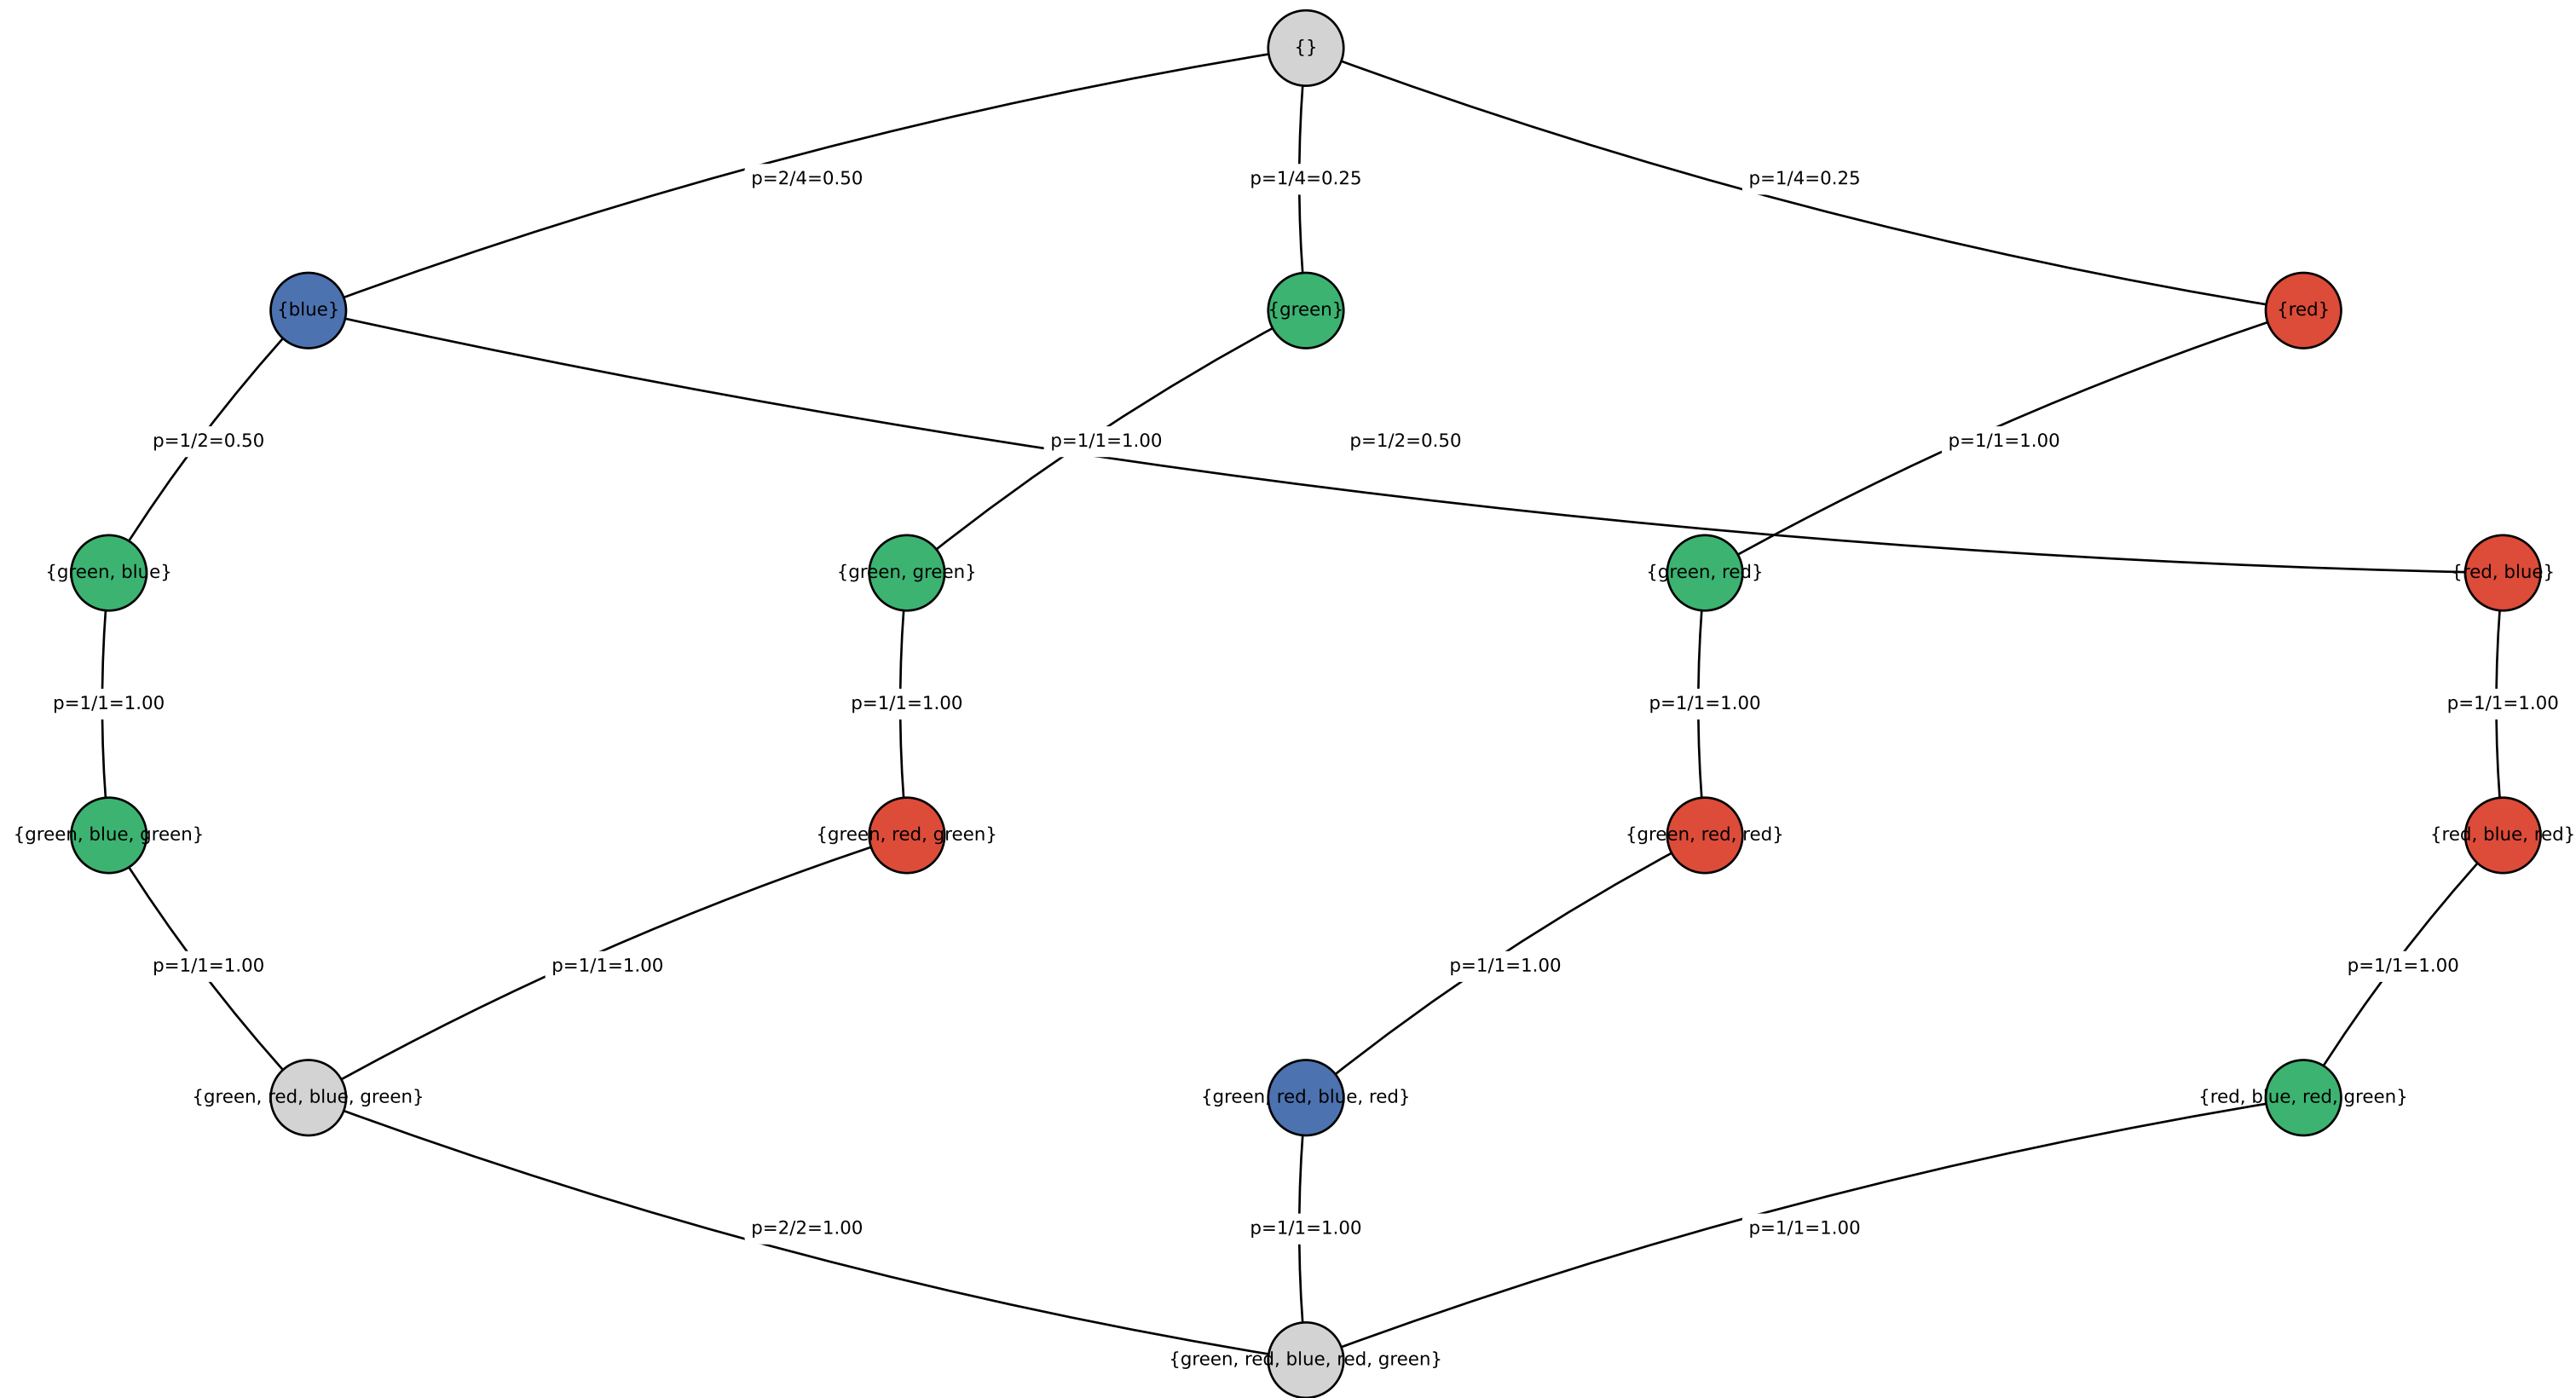 {}
p=2/4=0.50
p=1/4=0.25
p=1/4=0.25
{blue}
{green}
{red}
p=1/2=0.50
p=1/1=1.00
p=1/2=0.50
p=1/1=1.00
{green, blue}
{green, green}
{green, red}
{red, blue}
p=1/1=1.00
p=1/1=1.00
p=1/1=1.00
p=1/1=1.00
{green, blue, green}
{green, red, green}
{green, red, red}
{red, blue, red}
p=1/1=1.00
p=1/1=1.00
p=1/1=1.00
p=1/1=1.00
{green, red, blue, green}
{green, red, blue, red}
{red, blue, red, green}
p=2/2=1.00
p=1/1=1.00
p=1/1=1.00
{green, red, blue, red, green}